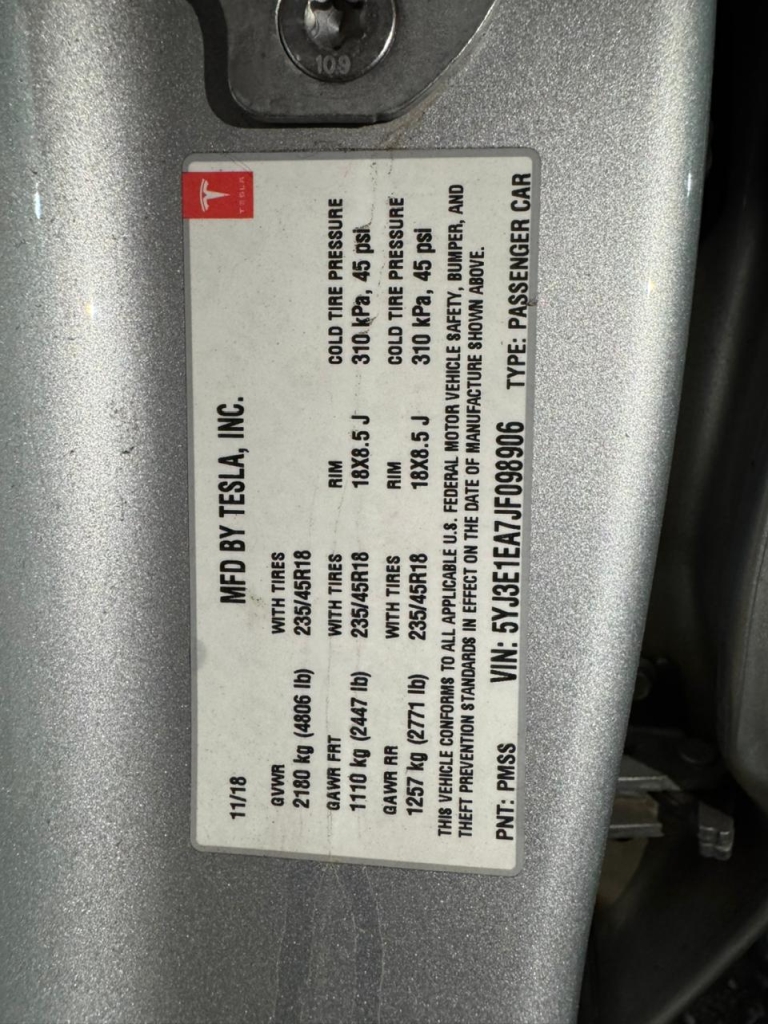 109
TESLA
MFD BY TESLA, INC.
11/18
GVWR WITH TIRES
2180 kg (4806 lb) 235/45R18
GAWR FRT WITH TIRES RIM COLD TIRE PRESSURE
1110 kg (2447 lb) 235/45R18 18X8.5 J 310 kPa, 45 psi
GAWR RR WITH TIRES RIM COLD TIRE PRESSURE
1257 kg (2771 lb) 235/45R18 18X8.5 J 310 kPa, 45 psi
THIS VEHICLE CONFORMS TO ALL APPLICABLE U.S. FEDERAL MOTOR VEHICLE SAFETY, BUMPER, AND
THEFT PREVENTION STANDARDS IN EFFECT ON THE DATE OF MANUFACTURE SHOWN ABOVE.
PNT: PMSS VIN: 5YJ3E1EA7JF098906 TYPE: PASSENGER CAR